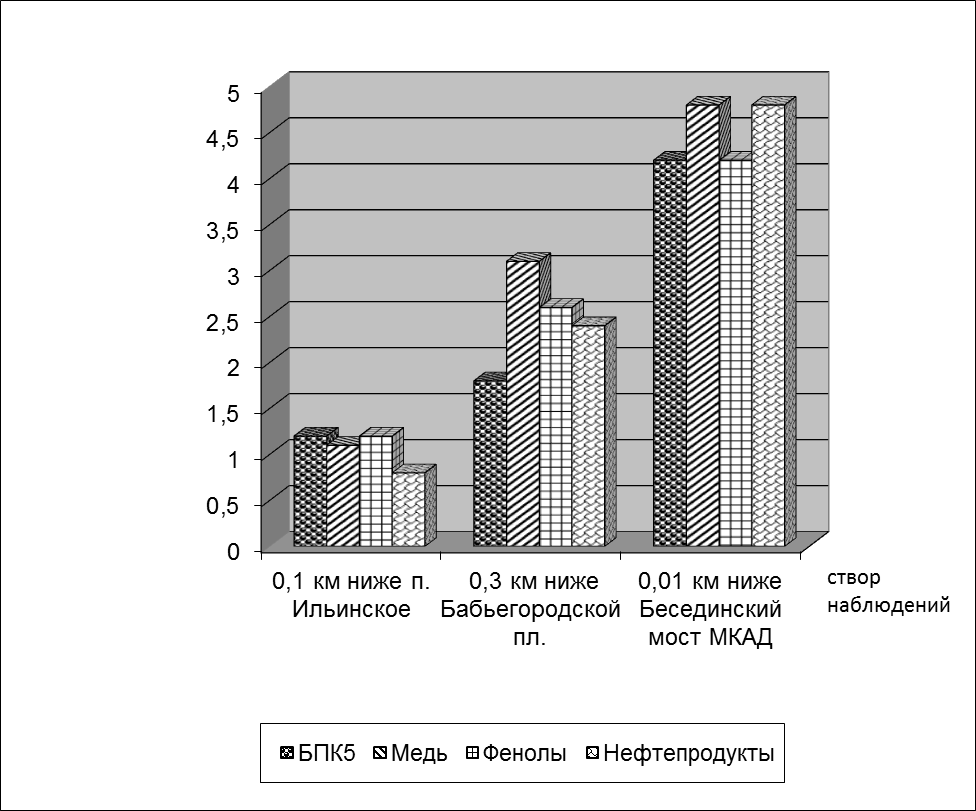 5
4,5
4
3,5
3
2,5
2
1,5
1
0,5
0
0,1 км ниже п.
Ильинское
0,3 км ниже
Бабьегородской
пл.
0,01 км ниже
Бесединский
мост МКАД
створ
наблюдений
БПК5 Медь Фенолы Нефтепродукты